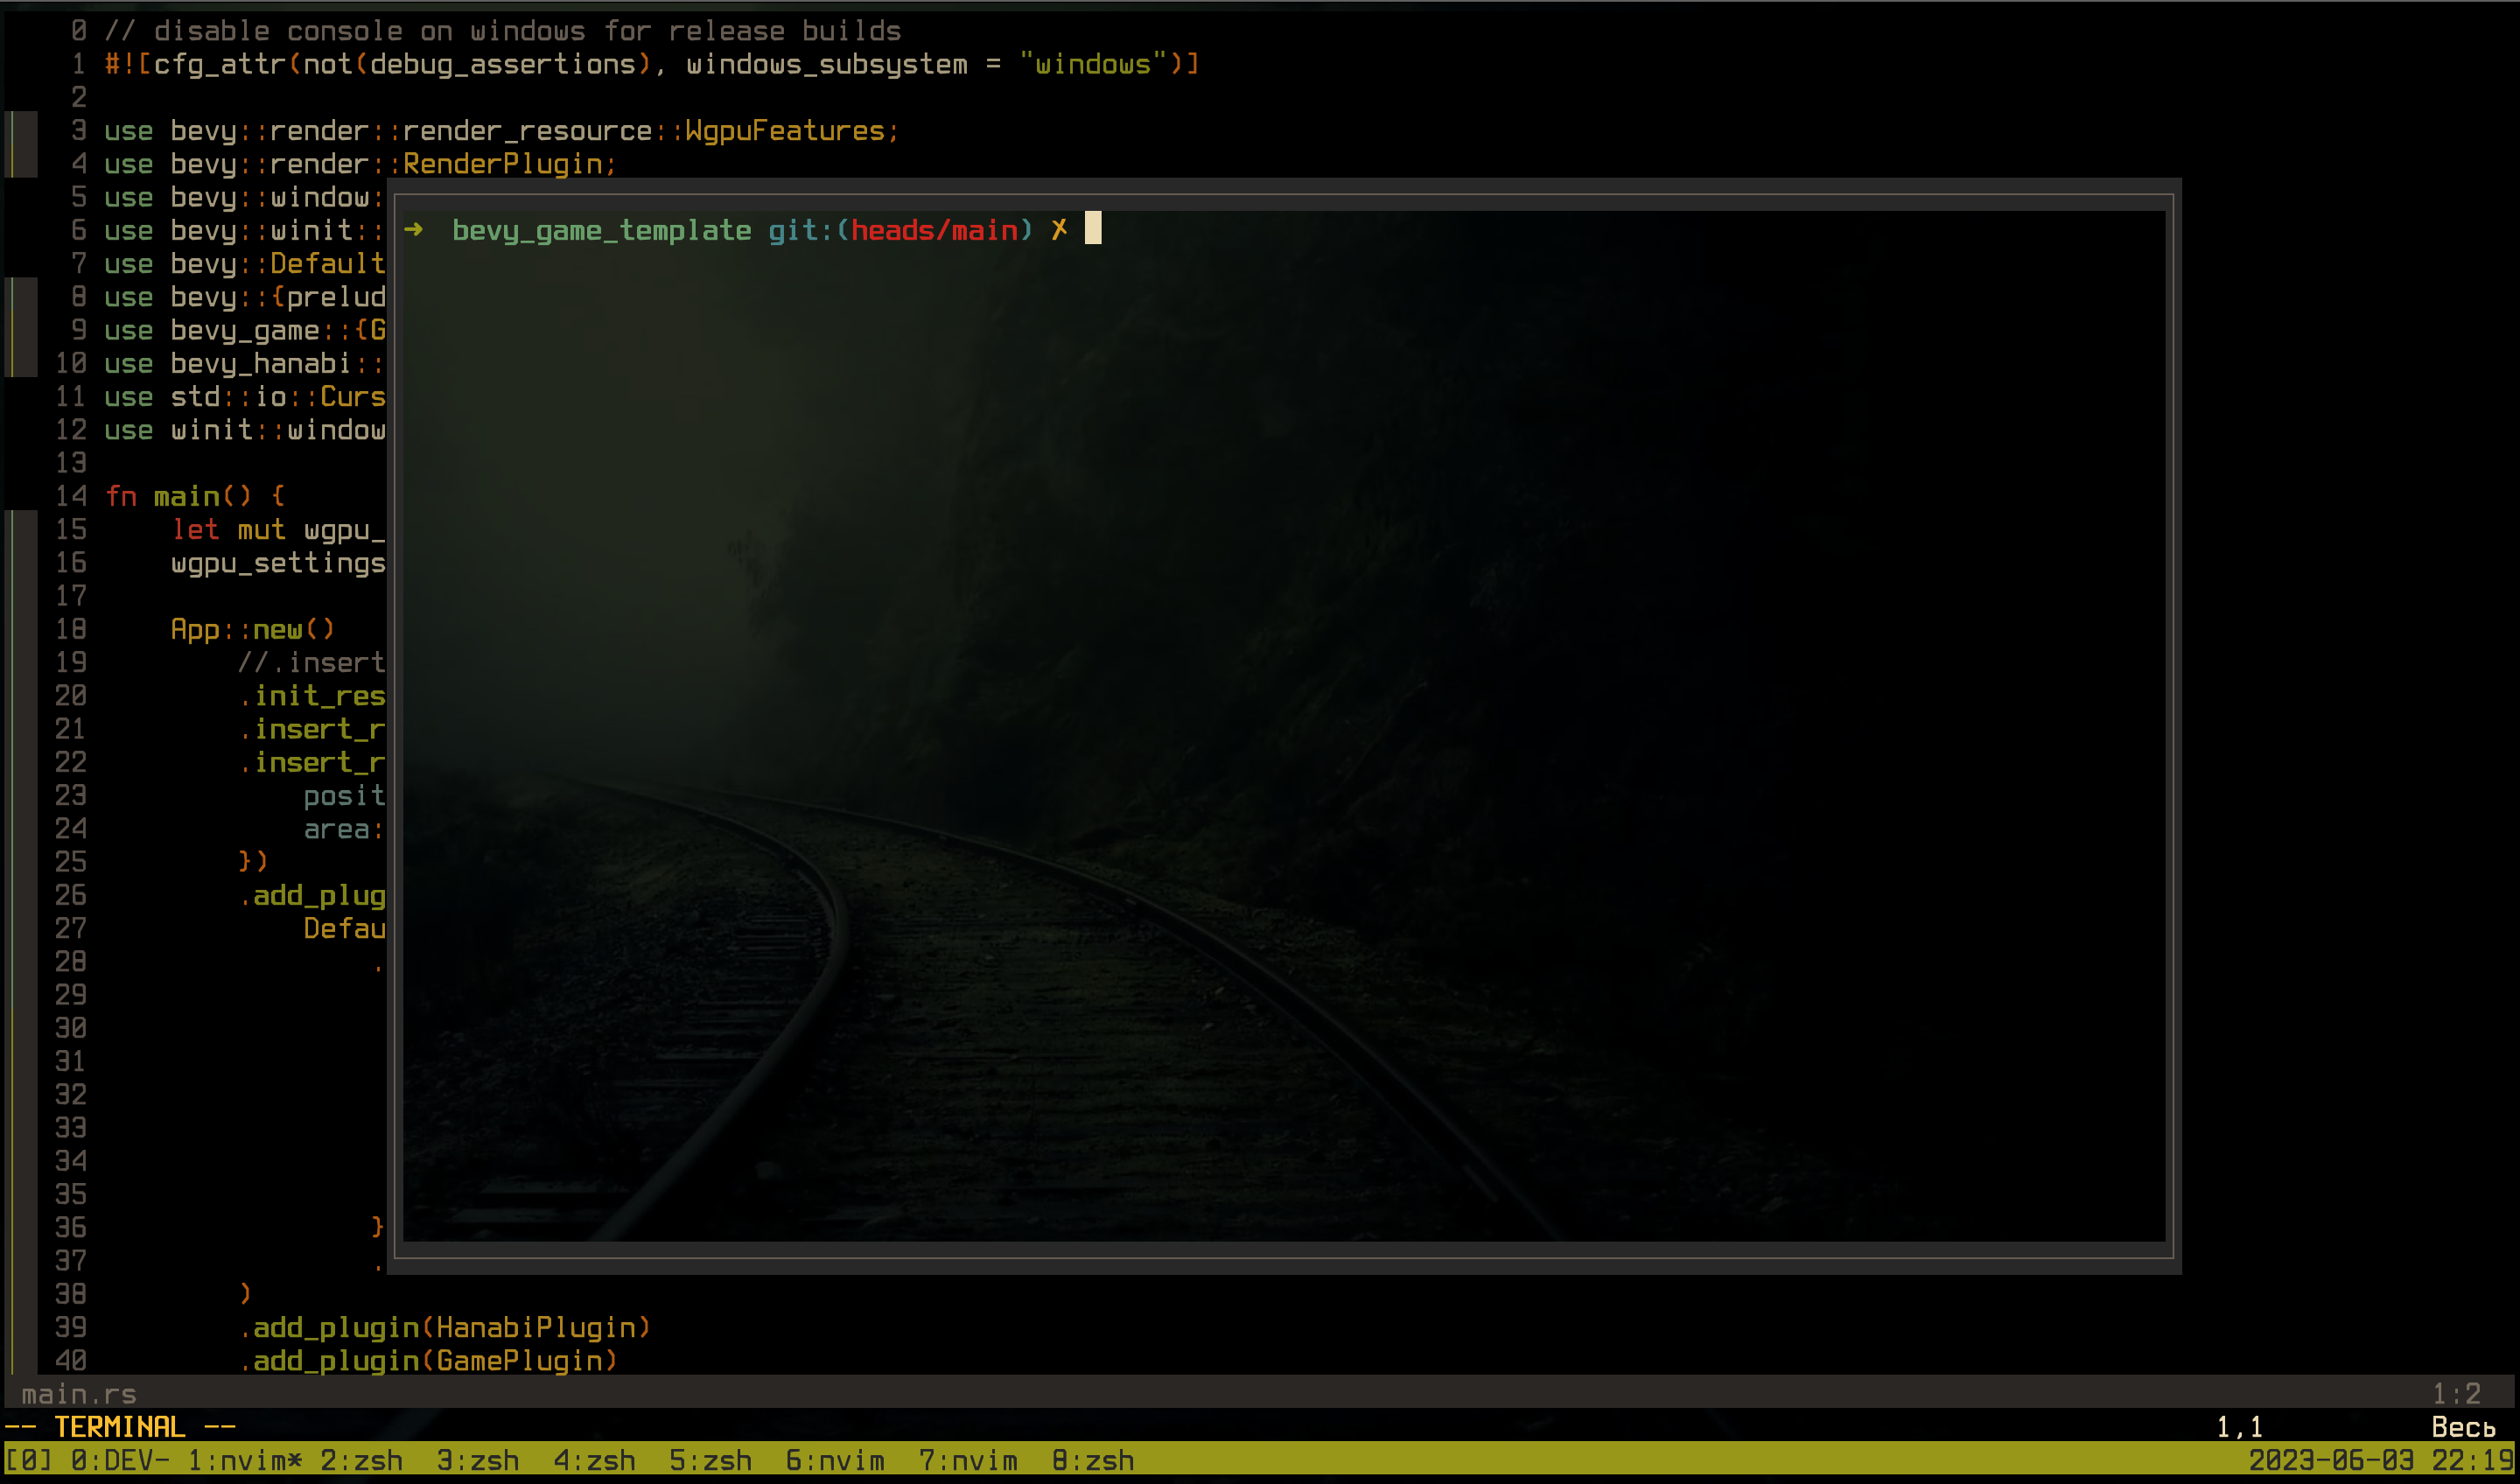 0 // disable console on windows for release builds
1 #![cfg_attr(not(debug_assertions), windows_subsystem = "windows")]
2
3 use bevy::render::render_resource::WgpuFeatures;
4 use bevy::render::RenderPlugin;
5 use bevy::window:
6 use bevy::winit::
➜ bevy_game_template git:(heads/main) ✗
7 use bevy::Default
8 use bevy::{prelud
9 use bevy_game::{G
10 use bevy_hanabi::
11 use std::io::Curs
12 use winit::window
13
14 fn main() {
15 let mut wgpu_
16 wgpu_settings
17
18 App::new()
19 //.insert
20 .init_res
21 .insert_r
22 .insert_r
23 posit
24 area:
25 })
26 .add_plug
27 Defau
28 .
29
30
31
32
33
34
35
36 }
37 .
38 )
39 .add_plugin(HanabiPlugin)
40 .add_plugin(GamePlugin)
main.rs 1:2
-- TERMINAL -- 1,1 Весь
[0] 0:DEV- 1:nvim* 2:zsh 3:zsh 4:zsh 5:zsh 6:nvim 7:nvim 8:zsh 2023-06-03 22:19